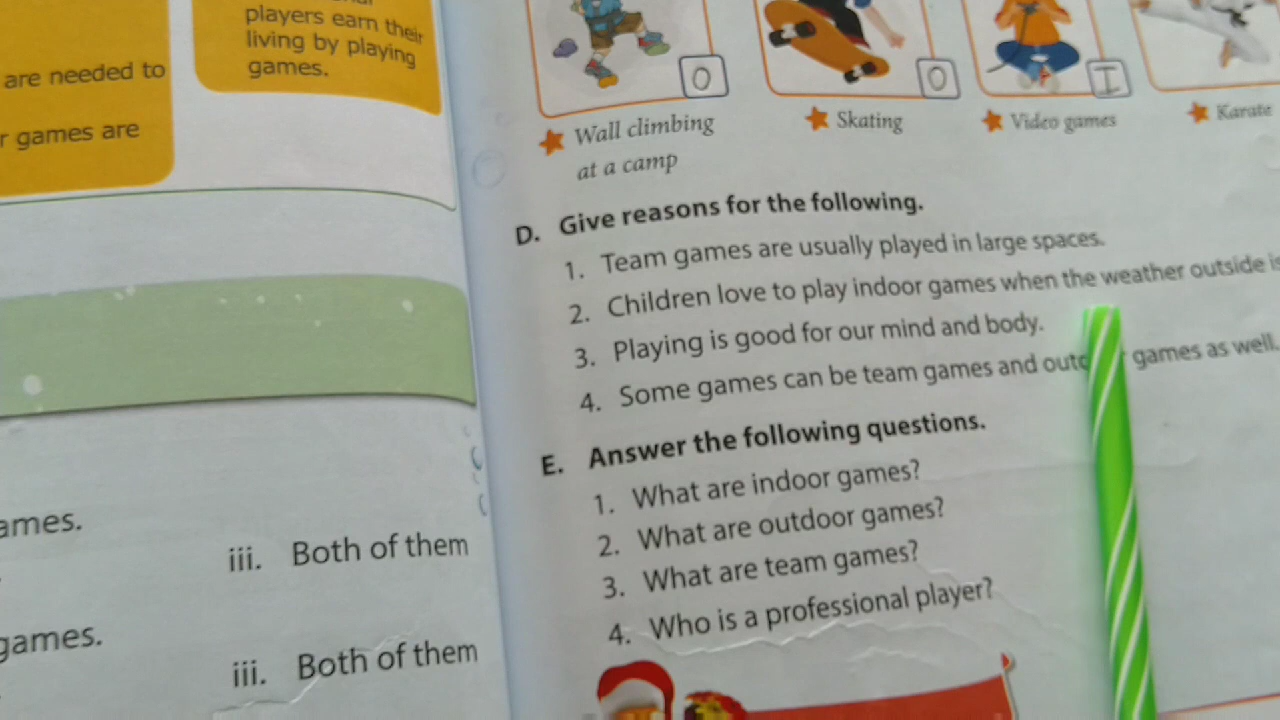 players earn their
living by playing
games.
are needed to
r games are
ames.
iii. Both of them
games.
iii. Both of them
O
O
I
Wall climbing
at a camp
Skating
Video games
Karate
D. Give reasons for the following.
1. Team games are usually played in large spaces.
2. Children love to play indoor games when the weather outside is
3. Playing is good for our mind and body.
4. Some games can be team games and games as well.
E. Answer the following questions.
1. What are indoor games?
2. What are outdoor games?
3. What are team games?
4. Who is a professional player?